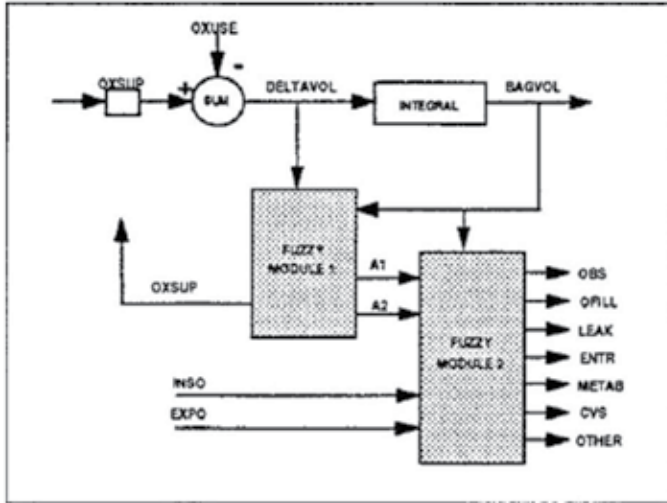 OXUSE
OXSUP
+
-
SUM
DELTAVOL
INTEGRAL
BAGVOL
FUZZY
MODULE 1
OXSUP
A1
A2
FUZZY
MODULE 2
INSO
EXPO
OBS
OFILL
LEAK
ENTR
METAB
CVS
OTHER